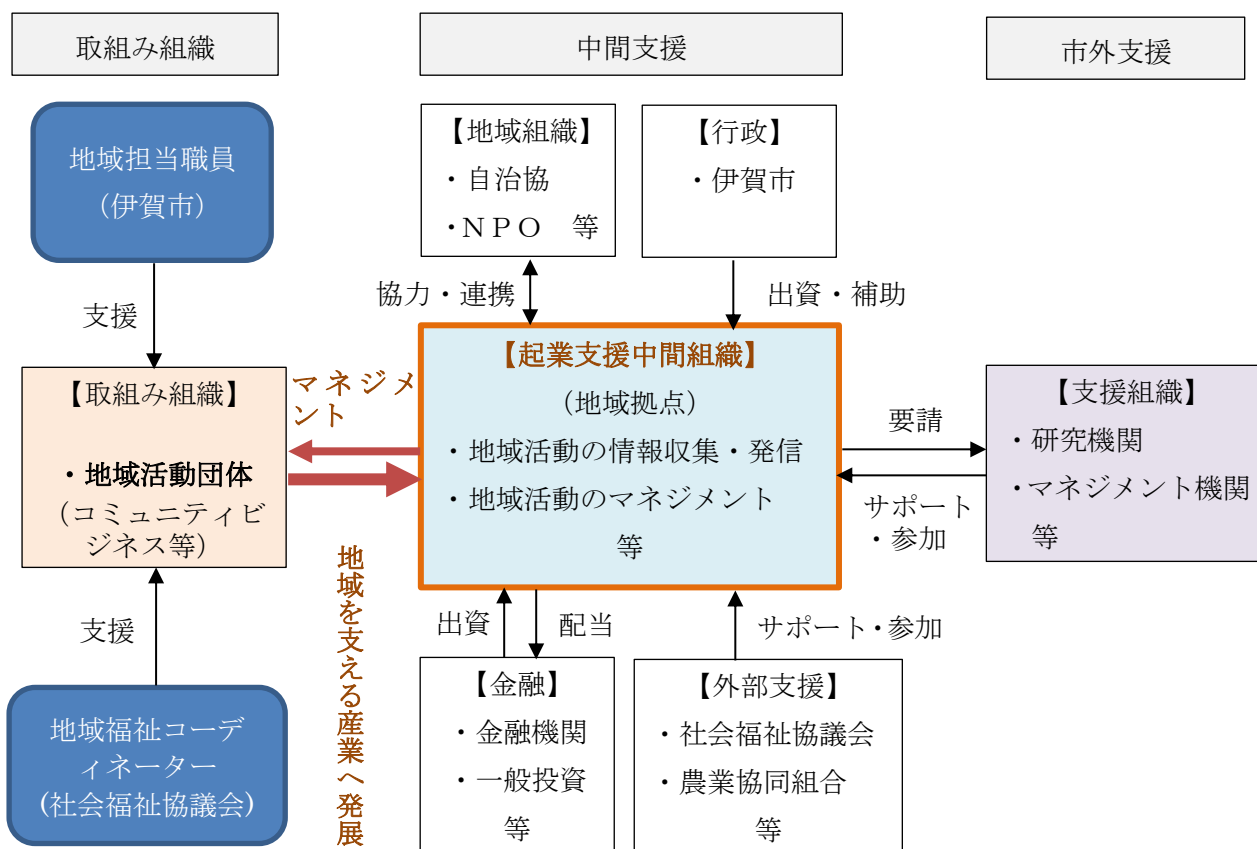 取組み組織
中間支援
市外支援
地域担当職員
（伊賀市）
支援
【取組み組織】
・地域活動団体
（コミュニティビ
ジネス等）
支援
地域福祉コーデ
ィネーター
(社会福祉協議会)
マネジメ
ント
地域を支える産業へ発展
【地域組織】
・自治協
・ＮＰＯ　等
協力・連携
【行政】
・伊賀市
出資・補助
【起業支援中間組織】
（地域拠点）
・地域活動の情報収集・発信
・地域活動のマネジメント
等
出資
配当
サポート・参加
【金融】
・金融機関
・一般投資
等
【外部支援】
・社会福祉協議会
・農業協同組合
等
要請
サポート
・参加
【支援組織】
・研究機関
・マネジメント機関
等